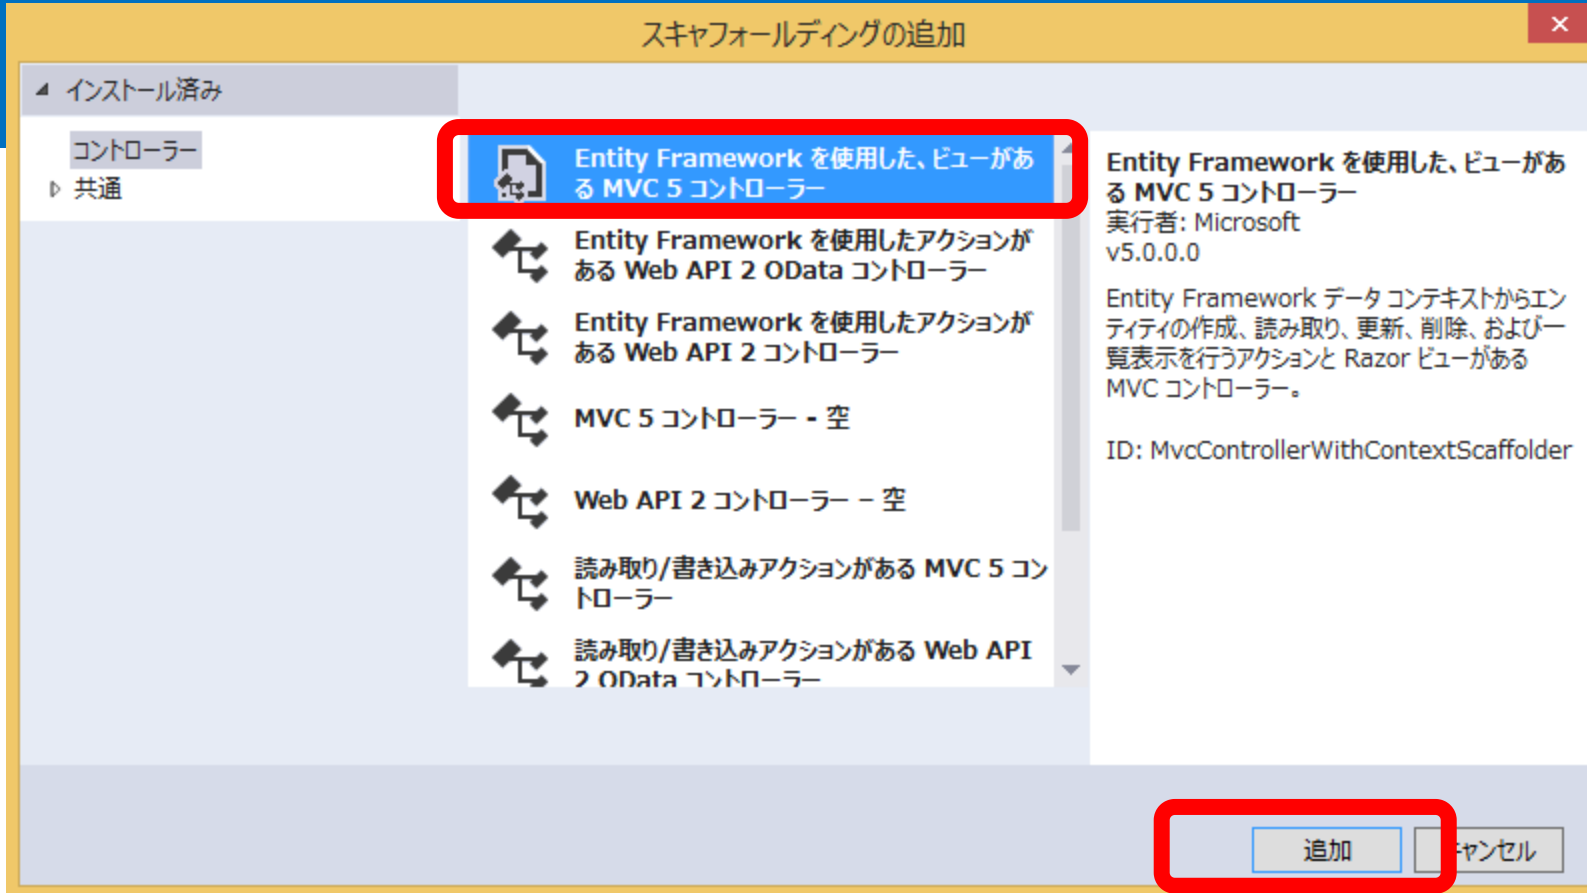 スキャフォールディングの追加
インストール済み
コントローラー
共通
Entity Framework を使用した、ビューがあ
る MVC 5 コントローラー
Entity Framework を使用したアクションが
ある Web API 2 OData コントローラー
Entity Framework を使用したアクションが
ある Web API 2 コントローラー
MVC 5 コントローラー - 空
Web API 2 コントローラー – 空
読み取り/書き込みアクションがある MVC 5 コン
トローラー
読み取り/書き込みアクションがある Web API
2 OData コントローラー
Entity Framework を使用した、ビューがあ
る MVC 5 コントローラー
実行者: Microsoft
v5.0.0.0
Entity Framework データ コンテキストからエン
ティティの作成、読み取り、更新、削除、および一
覧表示を行うアクションと Razor ビューがある
MVC コントローラー。
ID: MvcControllerWithContextScaffolder
追加
キャンセル